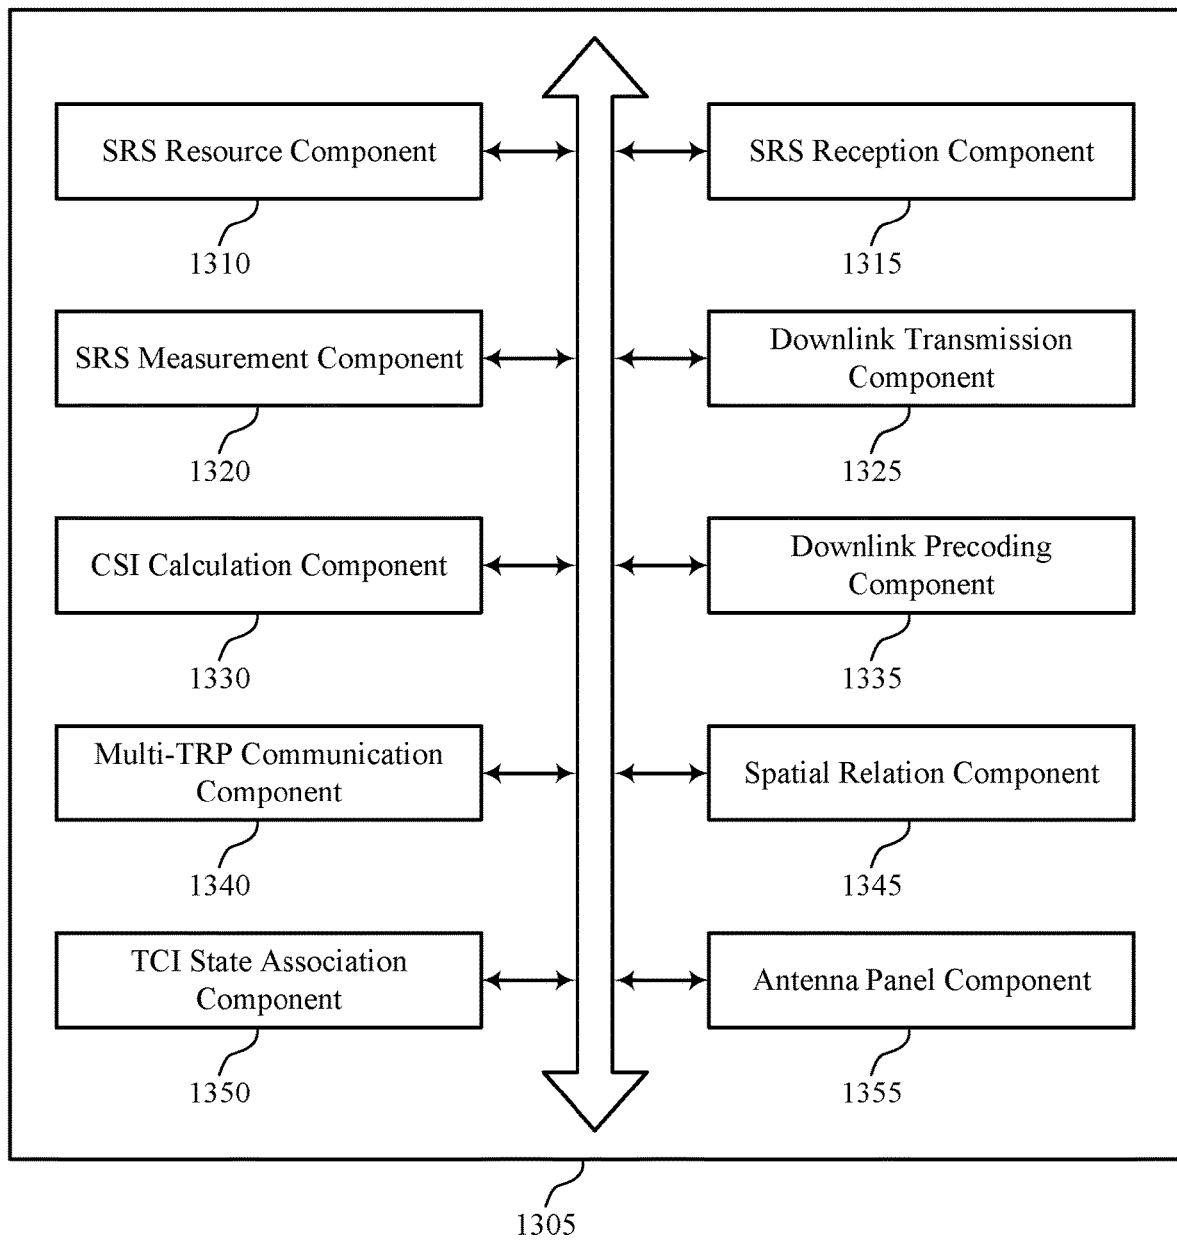 SRS Resource Component
SRS Reception Component
1310
1315
SRS Measurement Component
Downlink Transmission
Component
1320
1325
CSI Calculation Component
Downlink Precoding
Component
1330
1335
Multi-TRP Communication
Component
Spatial Relation Component
1340
1345
TCI State Association
Component
Antenna Panel Component
1350
1355
1305